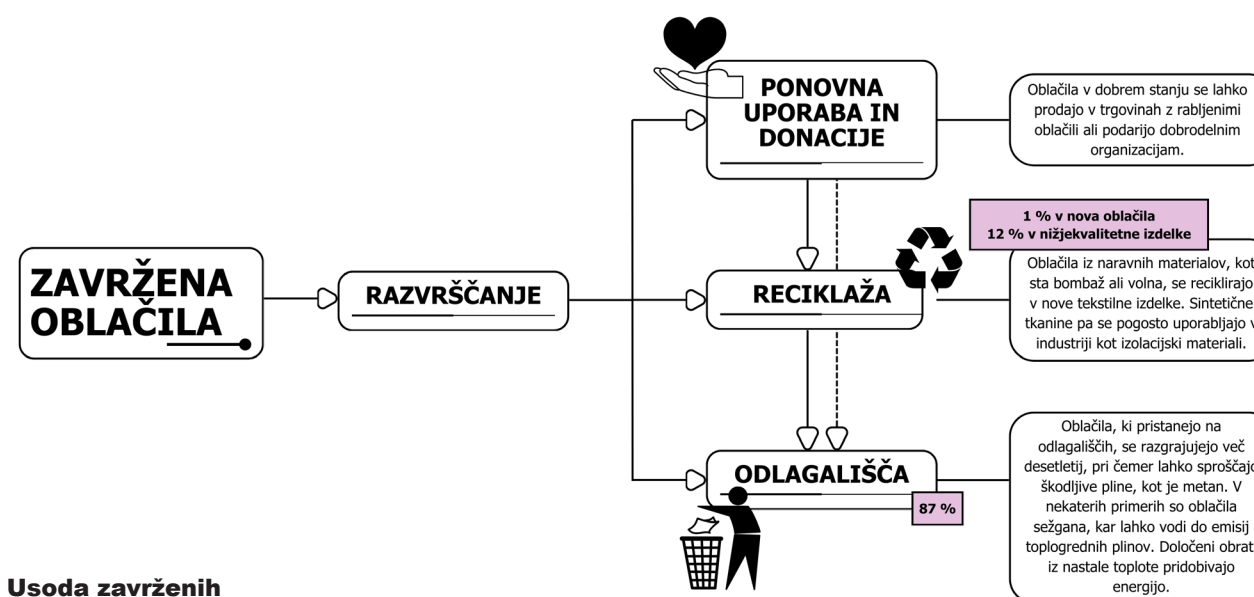 ZAVRŽENA
OBLAČILA
RAZVRŠČANJE
PONOVNA
UPORABA IN
DONACIJE
Oblačila v dobrem stanju se lahko
prodajo v trgovinah z rabljenimi
oblačili ali podarijo dobrodelnim
organizacijam.
RECIKLAŽA
1 % v nova oblačila
12 % v nižjekvalitetne izdelke
Oblačila iz naravnih materialov, kot
sta bombaž ali volna, se reciklirajo
v nove tekstilne izdelke. Sintetične
tkanine pa se pogosto uporabljajo v
industriji kot izolacijski materiali.
ODLAGALIŠČA
87 %
Oblačila, ki pristanejo na
odlagališčih, se razgrajujejo več
desetletij, pri čemer lahko sproščajo
škodljive pline, kot je metan. V
nekaterih primerih so oblačila
sežgana, kar lahko vodi do emisij
toplogrednih plinov. Določeni obrati
iz nastale toplote pridobivajo
energijo.
Usoda zavrženih